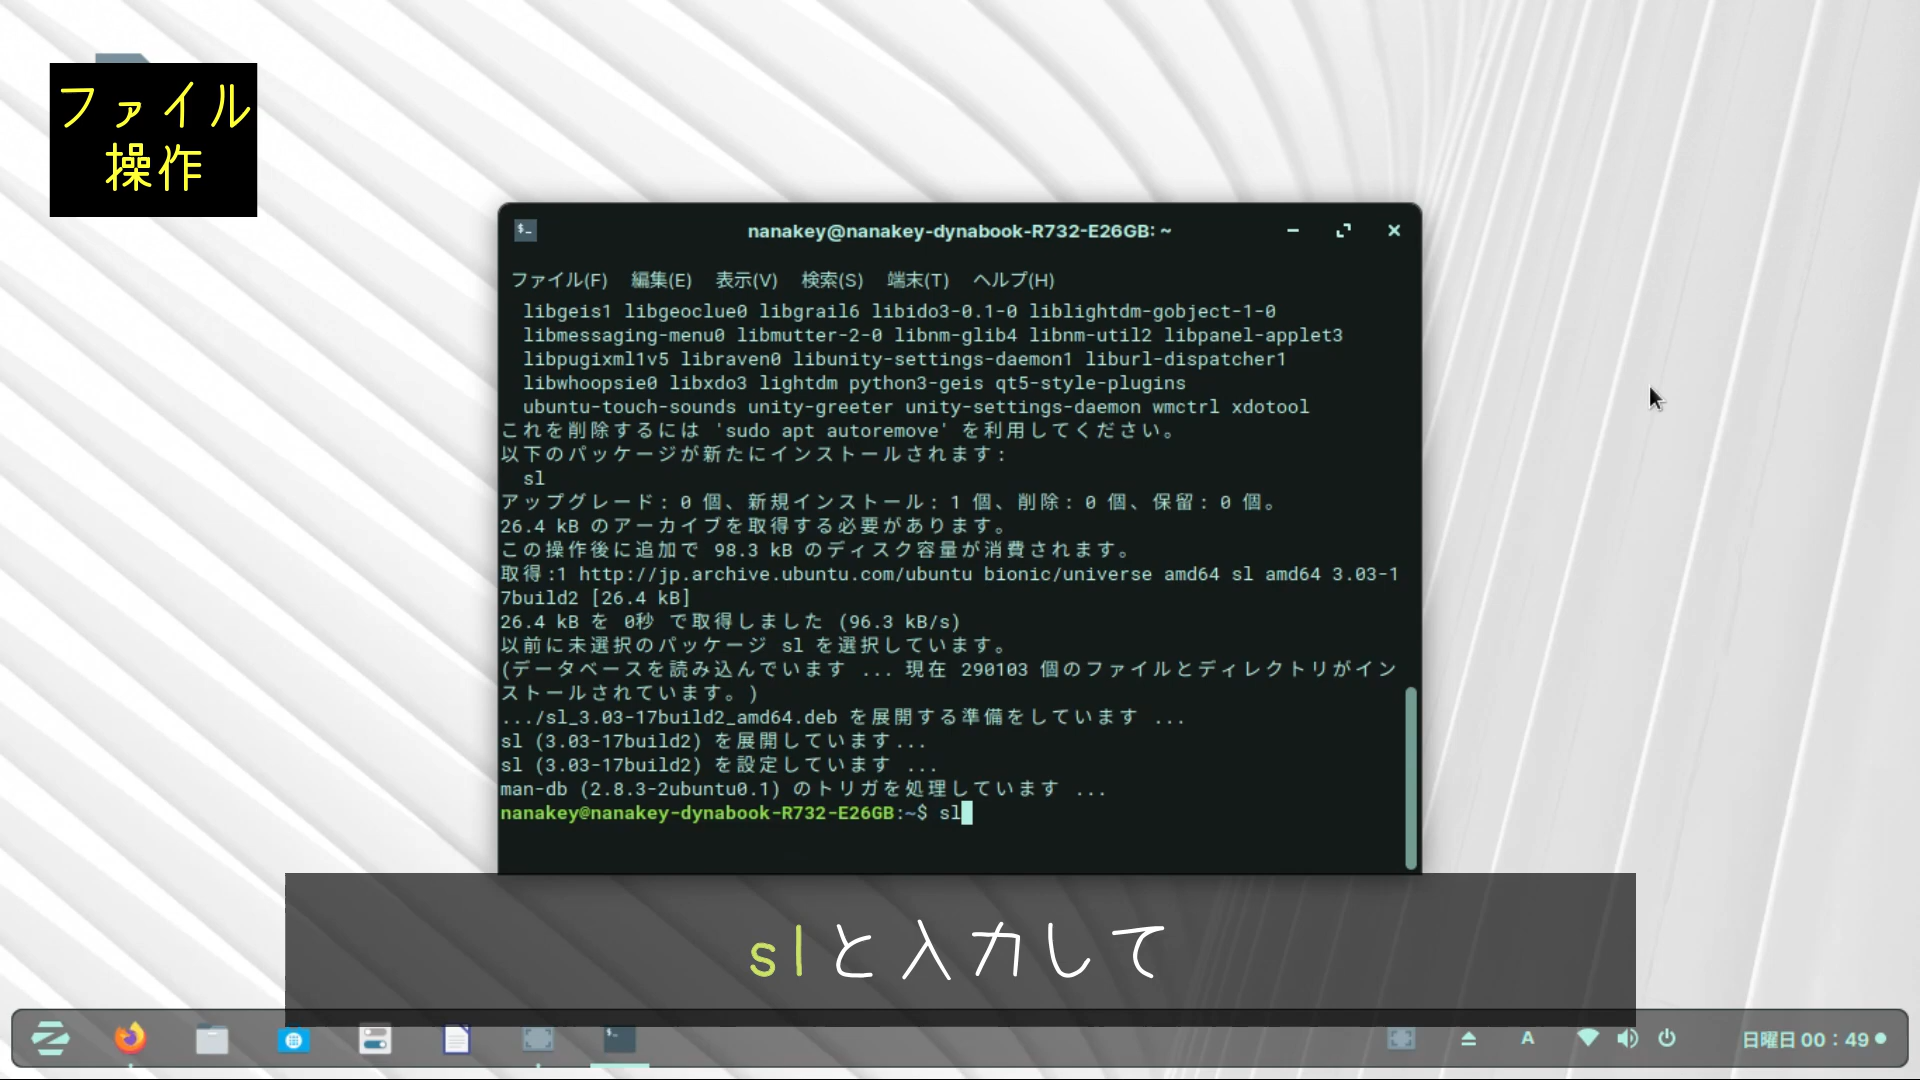 ファイル
操作
nanakey@nanakey-dynabook-R732-E26GB: ~
ファイル(F) 編集(E) 表示(V) 検索(S) 端末(T) ヘルプ(H)
libgeis1 libgeoclue0 libgrail6 libido3-0.1-0 liblightdm-gobject-1-0
libmessaging-menu0 libmutter-2-0 libnm-glib4 libnm-util2 libpanel-applet3
libpugixml1v5 libraven0 libunity-settings-daemon1 liburl-dispatcher1
libwhoopsie0 libxdo3 lightdm python3-geis qt5-style-plugins
ubuntu-touch-sounds unity-greeter unity-settings-daemon wmctrl xdotool
これを削除するには 'sudo apt autoremove' を利用してください。
以下のパッケージが新たにインストールされます:
sl
アップグレード: 0 個、新規インストール: 1 個、削除: 0 個、保留: 0 個。
26.4 kB のアーカイブを取得する必要があります。
この操作後に追加で 98.3 kB のディスク容量が消費されます。
取得:1 http://jp.archive.ubuntu.com/ubuntu bionic/universe amd64 sl amd64 3.03-1
7build2 [26.4 kB]
26.4 kB を 0秒 で取得しました (96.3 kB/s)
以前に未選択のパッケージ sl を選択しています。
(データベースを読み込んでいます ... 現在 290103 個のファイルとディレクトリがイン
ストールされています。)
.../sl_3.03-17build2_amd64.deb を展開する準備をしています ...
sl (3.03-17build2) を展開しています...
sl (3.03-17build2) を設定しています ...
man-db (2.8.3-2ubuntu0.1) のトリガを処理しています ...
nanakey@nanakey-dynabook-R732-E26GB:~$ sl
slと入力して
A
日曜日 00：49